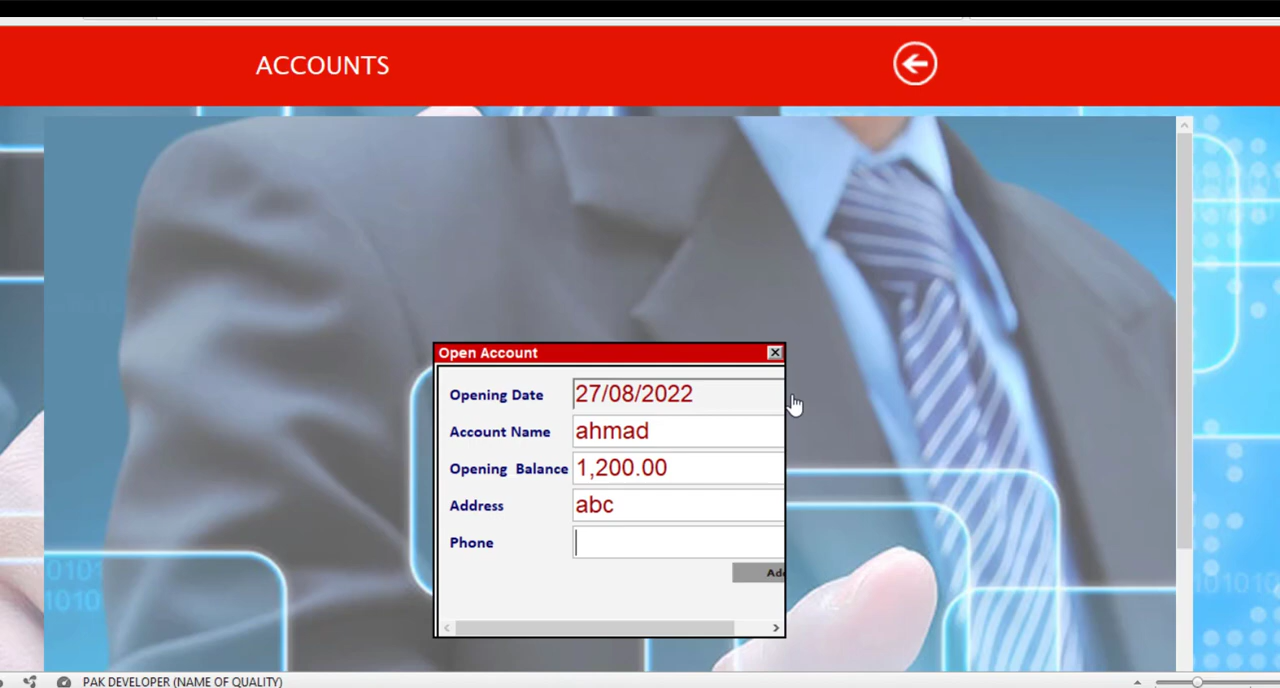 ACCOUNTS
Open Account
Opening Date 27/08/2022
Account Name ahmad
Opening Balance 1,200.00
Address abc
Phone
PAK DEVELOPER (NAME OF QUALITY)